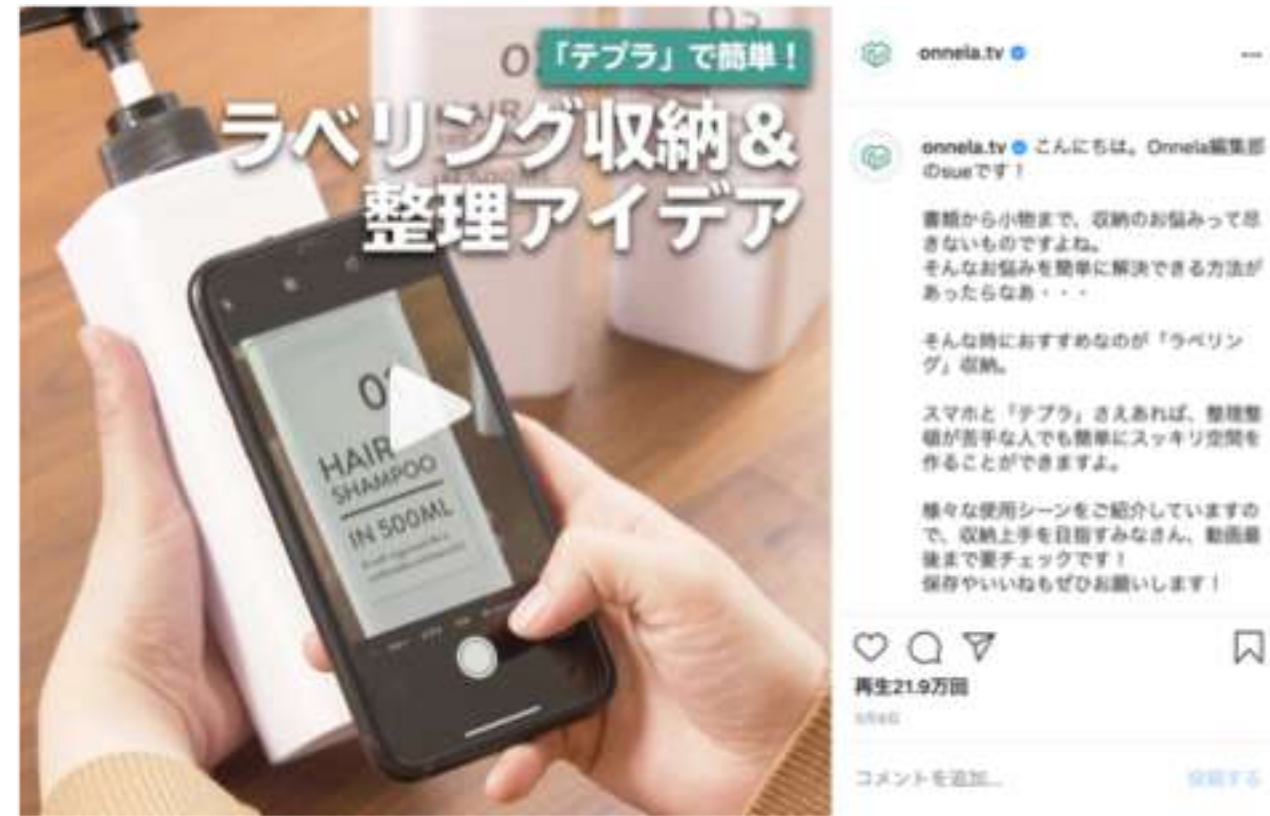 「テプラ」で簡単！
ラベリング収納＆
整理アイデア
03
HAIR
SHAMPOO
IN 500ML
onnela.tv
onnela.tv こんにちは。Onnela編集部
のsueです！
書類から小物まで、収納のお悩みって尽
きないものですよね。
そんなお悩みを簡単に解決できる方法が
あったらなあ・・・
そんな時におすすめなのが「ラベリン
グ」収納。
スマホと「テプラ」さえあれば、整理整
頓が苦手な人でも簡単にスッキリ空間を
作ることができますよ。
様々な使用シーンをご紹介していますの
で、収納上手を目指すみなさん、動画最
後まで要チェックです！
保存やいいねもぜひお願いします！
再生21.9万回
コメントを追加...
投稿する